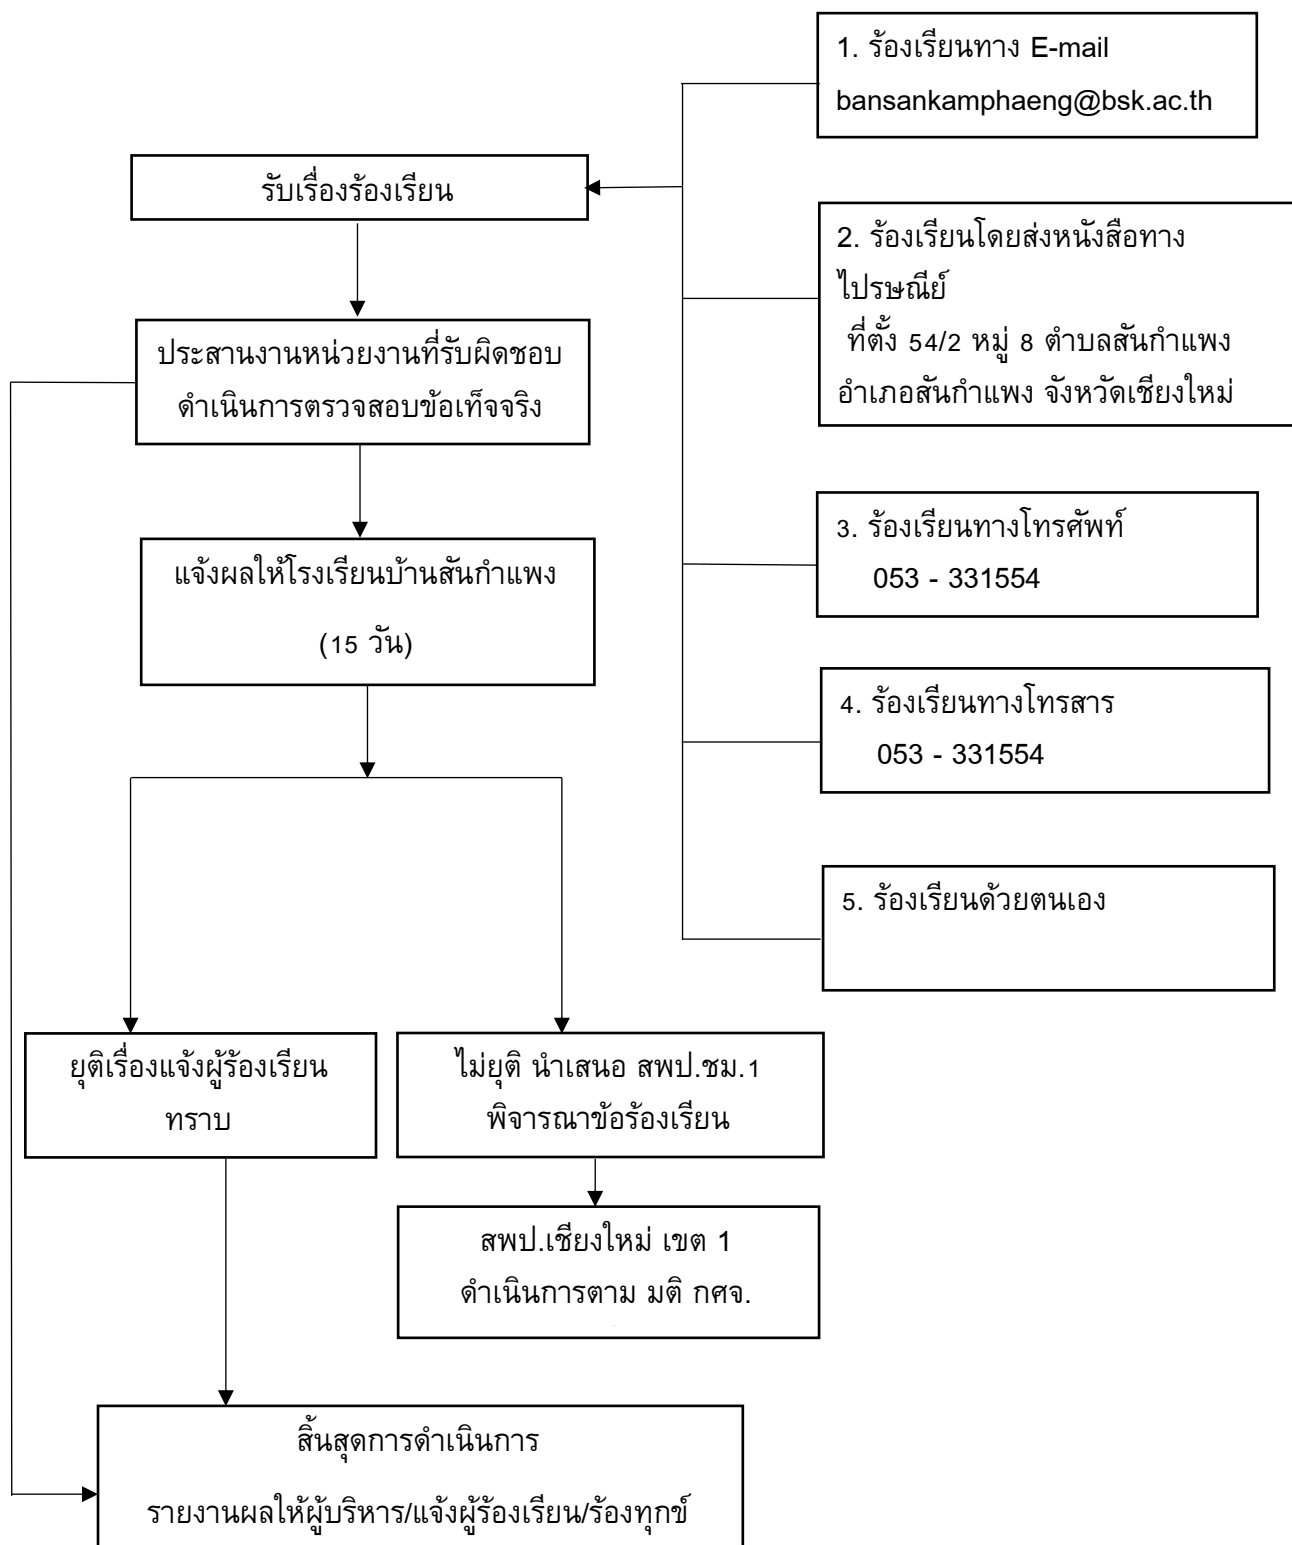 1. ร้องเรียนทาง E-mail
bansankamphaeng@bsk.ac.th
รับเรื่องร้องเรียน
2. ร้องเรียนโดยส่งหนังสือทาง
ไปรษณีย์
ที่ตั้ง 54/2 หมู่ 8 ตำบลสันกำแพง
อำเภอสันกำแพง จังหวัดเชียงใหม่
ประสานงานหน่วยงานที่รับผิดชอบ
ดำเนินการตรวจสอบข้อเท็จจริง
3. ร้องเรียนทางโทรศัพท์
053 - 331554
แจ้งผลให้โรงเรียนบ้านสันกำแพง
(15 วัน)
4. ร้องเรียนทางโทรสาร
053 - 331554
5. ร้องเรียนด้วยตนเอง
ยุติเรื่องแจ้งผู้ร้องเรียน
ทราบ
ไม่ยุติ นำเสนอ สพป.ชม.1
พิจารณาข้อร้องเรียน
สพป.เชียงใหม่ เขต 1
ดำเนินการตาม มติ กศจ.
สิ้นสุดการดำเนินการ
รายงานผลให้ผู้บริหาร/แจ้งผู้ร้องเรียน/ร้องทุกข์